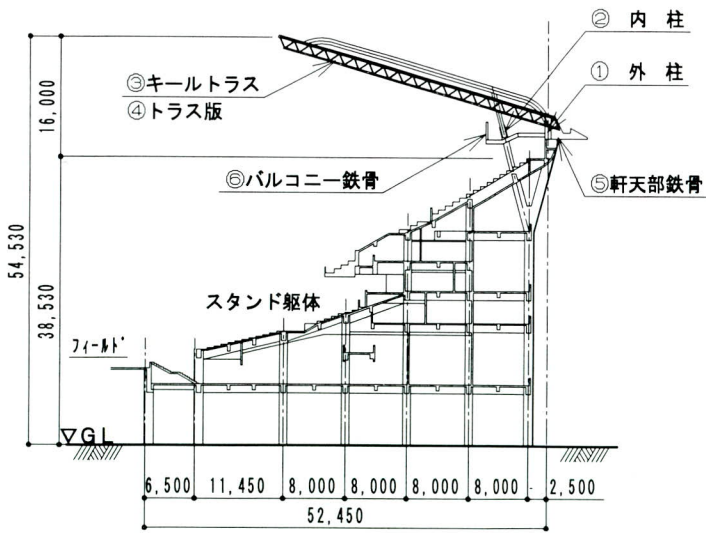 ② 内 柱
① 外 柱
③キールトラス
④トラス版
⑥バルコニー鉄骨
⑤軒天部鉄骨
16,000
54,530
38,530
スタンド躯体
フィールド
▽GL
6,500
11,450
8,000
8,000
8,000
8,000
2,500
52,450